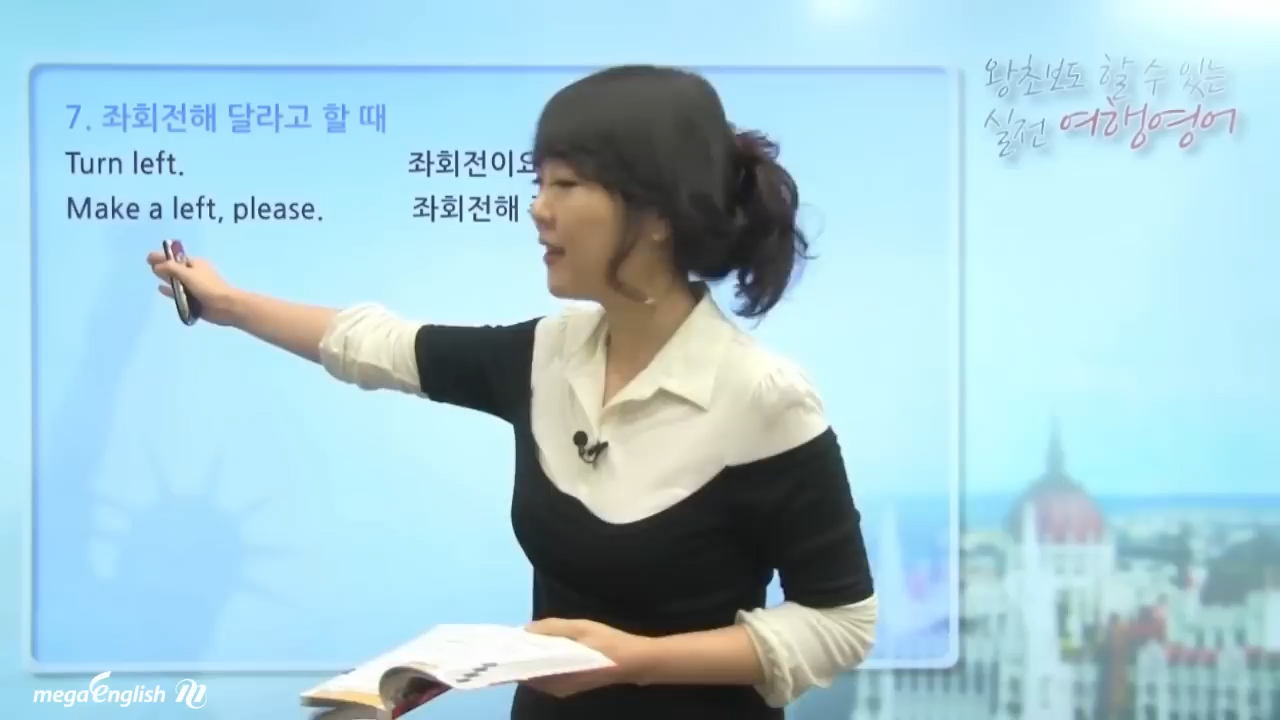 7. 좌회전해 달라고 할 때
Turn left. 좌회전이요
Make a left, please. 좌회전해
왕초보도 할 수 있는
실전 여행영어
megaEnglish